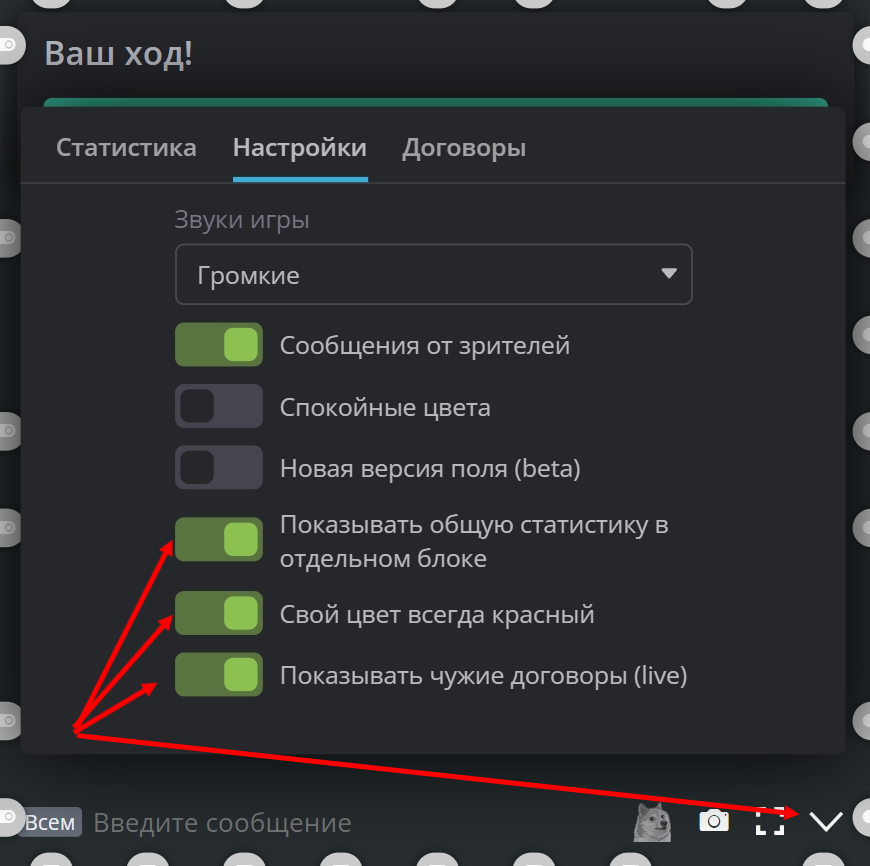 Ваш ход!
Статистика Настройки Договоры
Звуки игры
Громкие
Сообщения от зрителей
Спокойные цвета
Новая версия поля (beta)
Показывать общую статистику в
отдельном блоке
Свой цвет всегда красный
Показывать чужие договоры (live)
Всем Введите сообщение